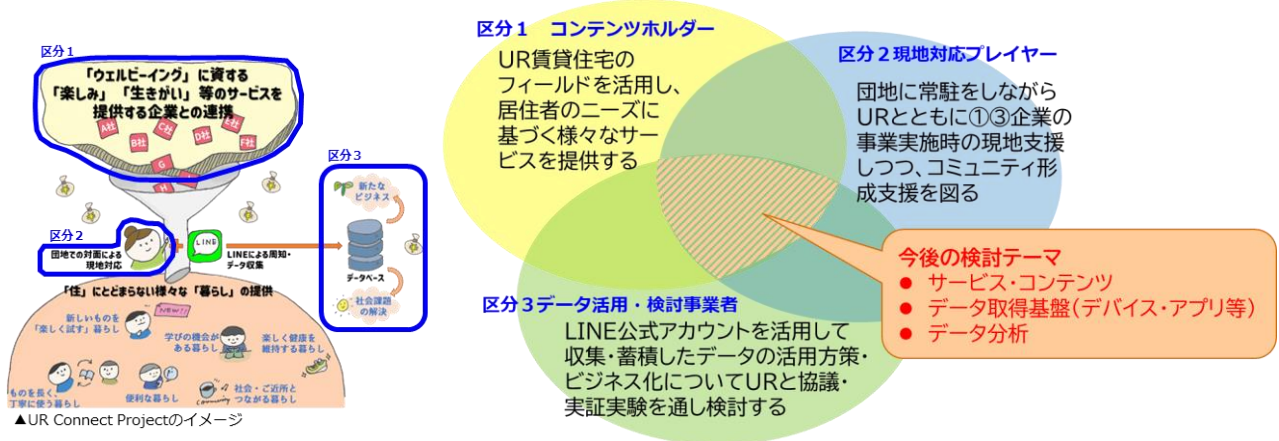 区分1
「ウェルビーイング」に資する
「楽しみ」「生きがい」等のサービスを
提供する企業との連携
A社
B社
C社
D社
E社
F社
G
H
区分2
団地での対面による
現地対応
LINE
LINEによる周知・
データ収集
区分3
新たな
ビジネス
データベース
社会課題
の解決
「住」にとどまらない様々な「暮らし」の提供
NEW!!
新しいものを
「楽しく試す」暮らし
学びの機会が
ある暮らし
楽しく健康を
維持する暮らし
ものを長く、
丁寧に使う暮らし
便利な暮らし
社会・ご近所と
つながる暮らし
▲UR Connect Projectのイメージ
区分1 コンテンツホルダー
UR賃貸住宅の
フィールドを活用し、
居住者のニーズに
基づく様々なサー
ビスを提供する
区分2現地対応プレイヤー
団地に常駐をしながら
URとともに①③企業の
事業実施時の現地支援
しつつ、コミュニティ形
成支援を図る
区分3データ活用・検討事業者
LINE公式アカウントを活用して
収集・蓄積したデータの活用方策・
ビジネス化についてURと協議・
実証実験を通し検討する
今後の検討テーマ
● サービス・コンテンツ
● データ取得基盤(デバイス・アプリ等)
● データ分析